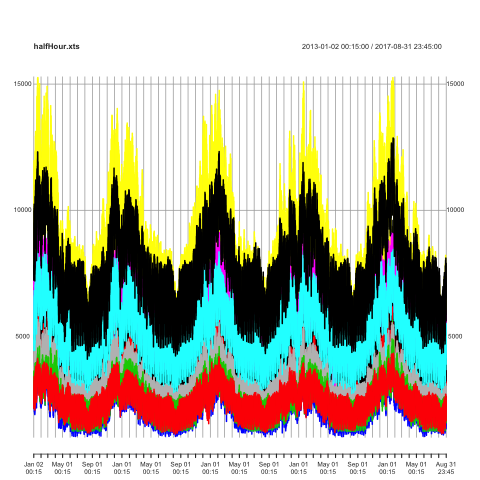 halfHour.xts 2013-01-02 00:15:00 / 2017-08-31 23:45:00
15000 15000
10000 10000
5000 5000
Jan 02 May 01 Sep 01 Jan 01 May 01 Sep 01 Jan 01 May 01 Sep 01 Jan 01 May 01 Sep 01 Jan 01 May 01 Aug 31
00:15 00:15 00:15 00:15 00:15 00:15 00:15 00:15 00:15 00:15 00:15 00:15 00:15 00:15 23:45